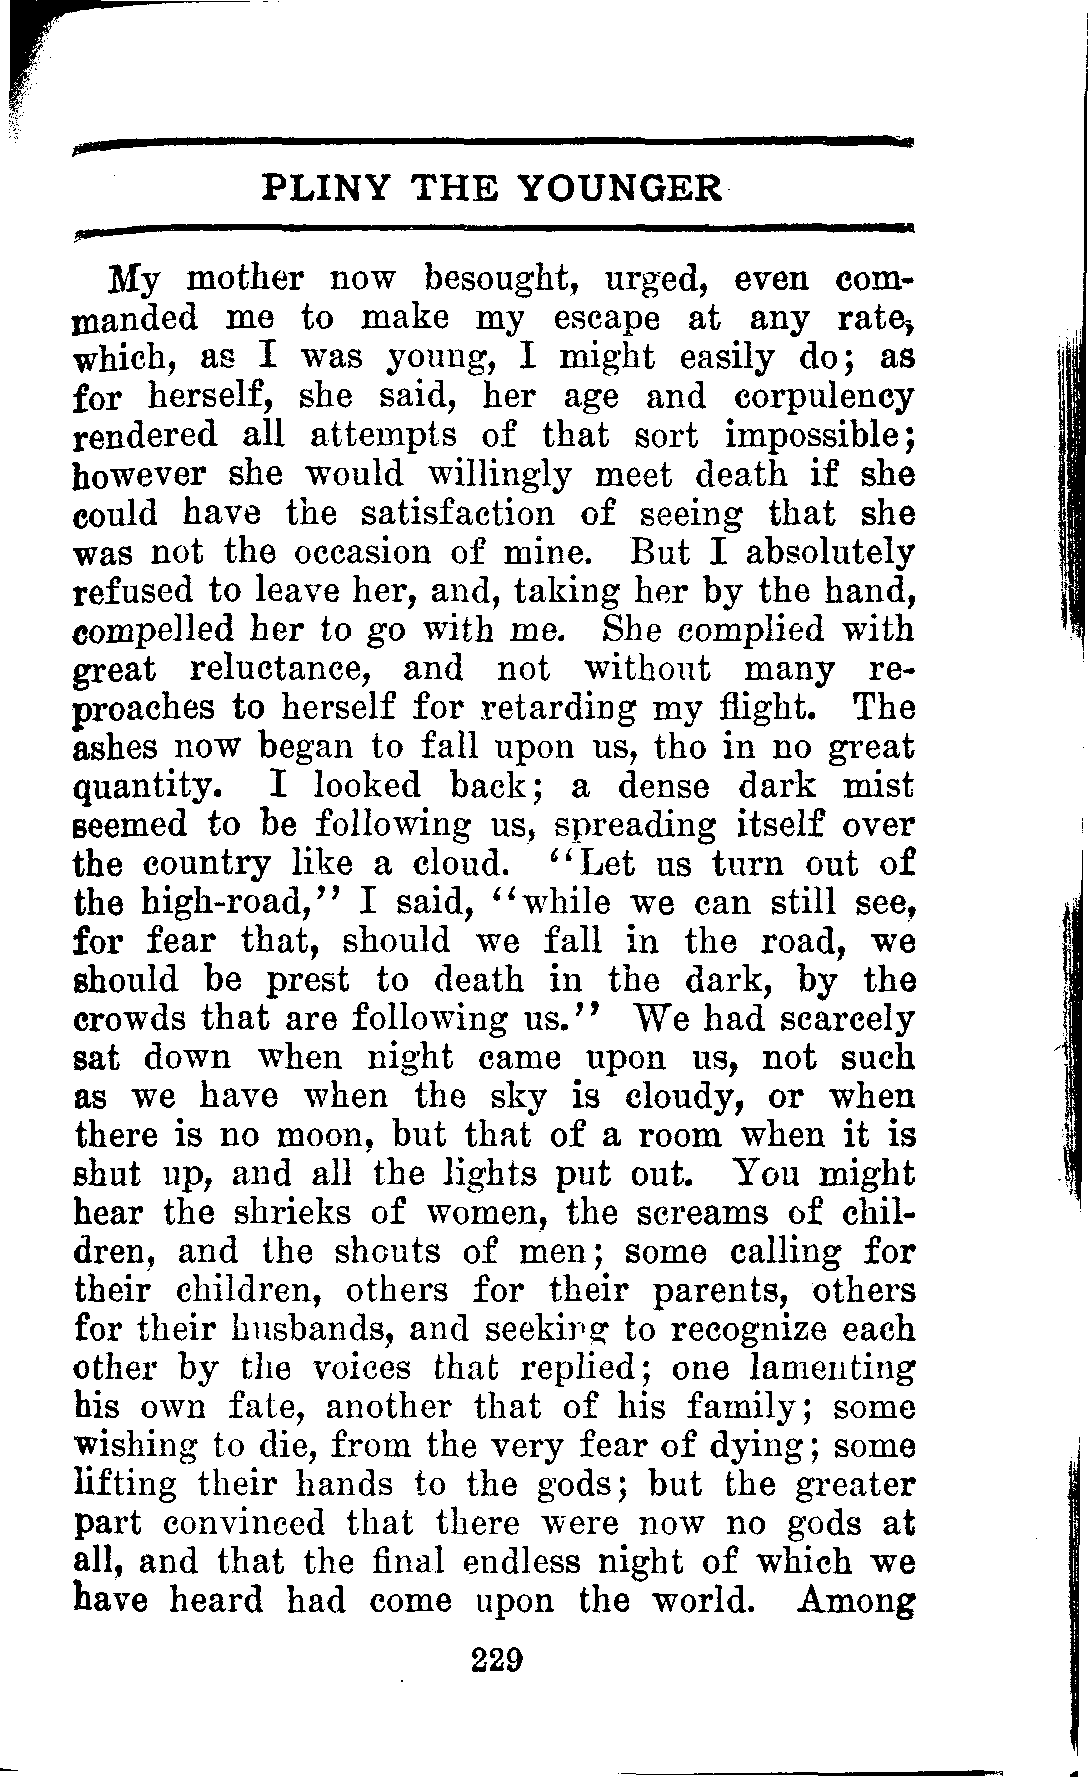 PLINY THE YOUNGER
My mother now besought, urged, even com-
manded me to make my escape at any rate,
which, as I was young, I might easily do; as
for herself, she said, her age and corpulency
rendered all attempts of that sort impossible;
however she would willingly meet death if she
could have the satisfaction of seeing that she
was not the occasion of mine. But I absolutely
refused to leave her, and, taking her by the hand,
compelled her to go with me. She complied with
great reluctance, and not without many re-
proaches to herself for retarding my flight. The
ashes now began to fall upon us, tho in no great
quantity. I looked back; a dense dark mist
seemed to be following us, spreading itself over
the country like a cloud. "Let us turn out of
the high-road," I said, "while we can still see,
for fear that, should we fall in the road, we
should be prest to death in the dark, by the
crowds that are following us." We had scarcely
sat down when night came upon us, not such
as we have when the sky is cloudy, or when
there is no moon, but that of a room when it is
shut up, and all the lights put out. You might
hear the shrieks of women, the screams of chil-
dren, and the shouts of men; some calling for
their children, others for their parents, others
for their husbands, and seeking to recognize each
other by the voices that replied; one lamenting
his own fate, another that of his family; some
wishing to die, from the very fear of dying; some
lifting their hands to the gods; but the greater
part convinced that there were now no gods at
all, and that the final endless night of which we
have heard had come upon the world. Among
229